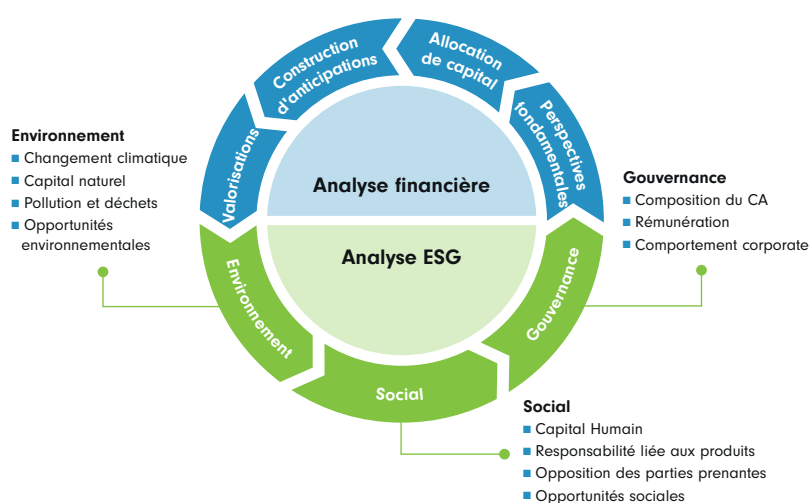 Construction
d'anticipations
Allocation
de capital
Perspectives
fondamentales
Valorisations
Analyse financière
Analyse ESG
Environnement
Social
Gouvernance
Environnement
Changement climatique
Capital naturel
Pollution et déchets
Opportunités
environnementales
Gouvernance
Composition du CA
Rémunération
Comportement corporate
Social
Capital Humain
Responsabilité liée aux produits
Opposition des parties prenantes
Opportunités sociales